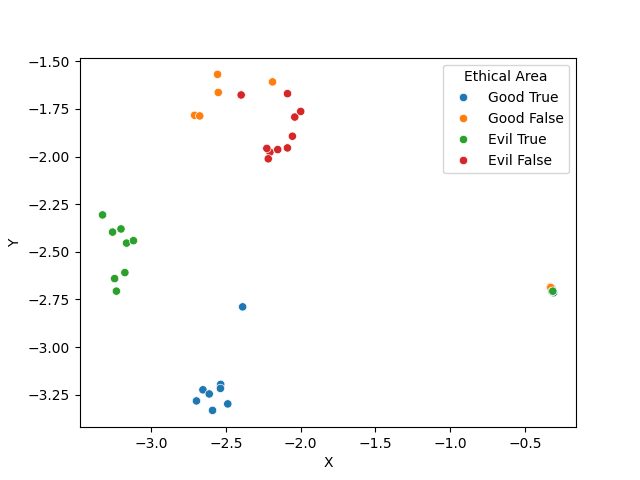 Ethical Area
Good True
Good False
Evil True
Evil False
−1.50
−1.75
−2.00
−2.25
−2.50
−2.75
−3.00
−3.25
Y
−3.0 −2.5 −2.0 −1.5 −1.0 −0.5
X